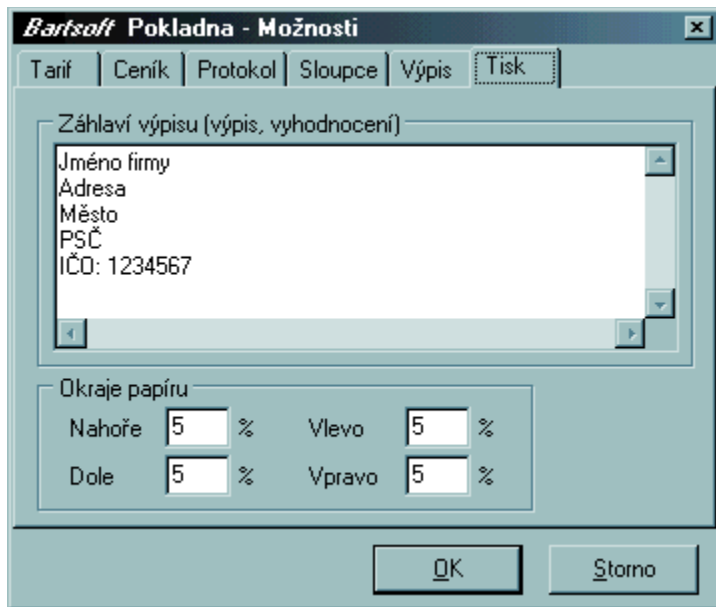 Bartsoft Pokladna - Možnosti
Tarif Ceník Protokol Sloupce Výpis Tisk
Záhlaví výpisu (výpis, vyhodnocení)
Jméno firmy
Adresa
Město
PSČ
IČO: 1234567
Okraje papíru
Nahoře 5 % Vlevo 5 %
Dole 5 % Vpravo 5 %
OK Storno